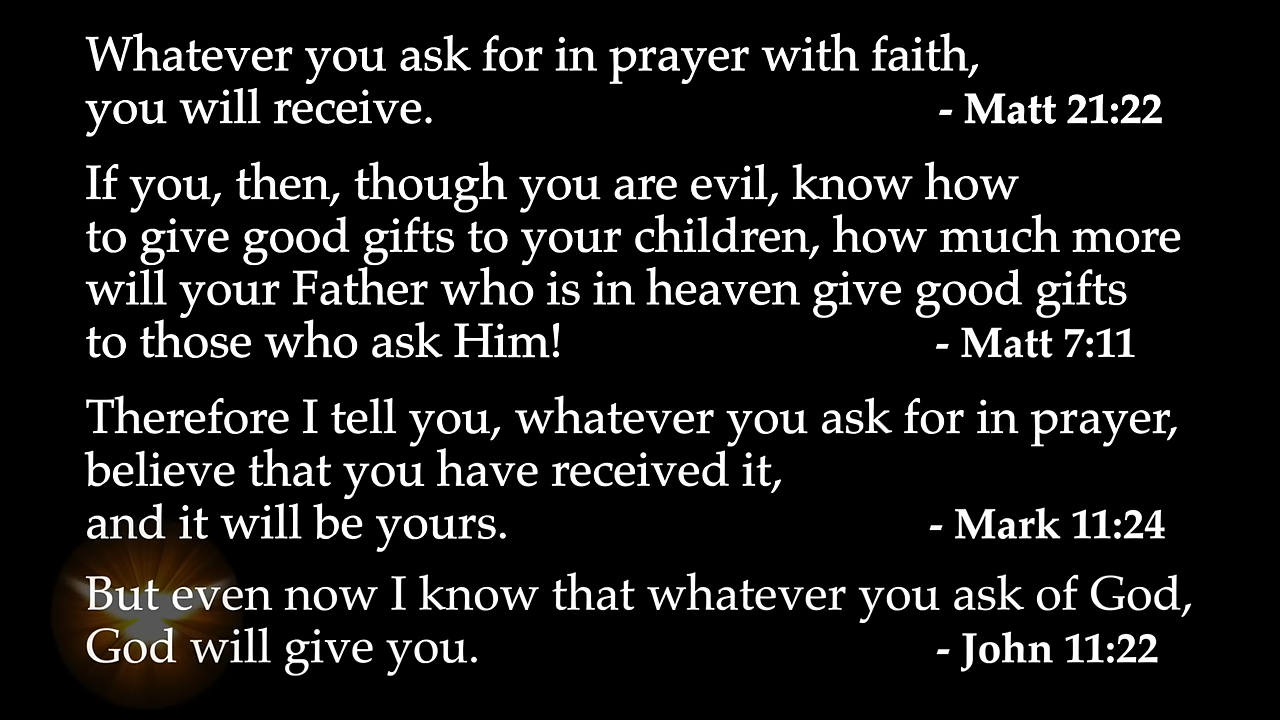 Whatever you ask for in prayer with faith,
you will receive. - Matt 21:22
If you, then, though you are evil, know how
to give good gifts to your children, how much more
will your Father who is in heaven give good gifts
to those who ask Him! - Matt 7:11
Therefore I tell you, whatever you ask for in prayer,
believe that you have received it,
and it will be yours. - Mark 11:24
But even now I know that whatever you ask of God,
God will give you. - John 11:22